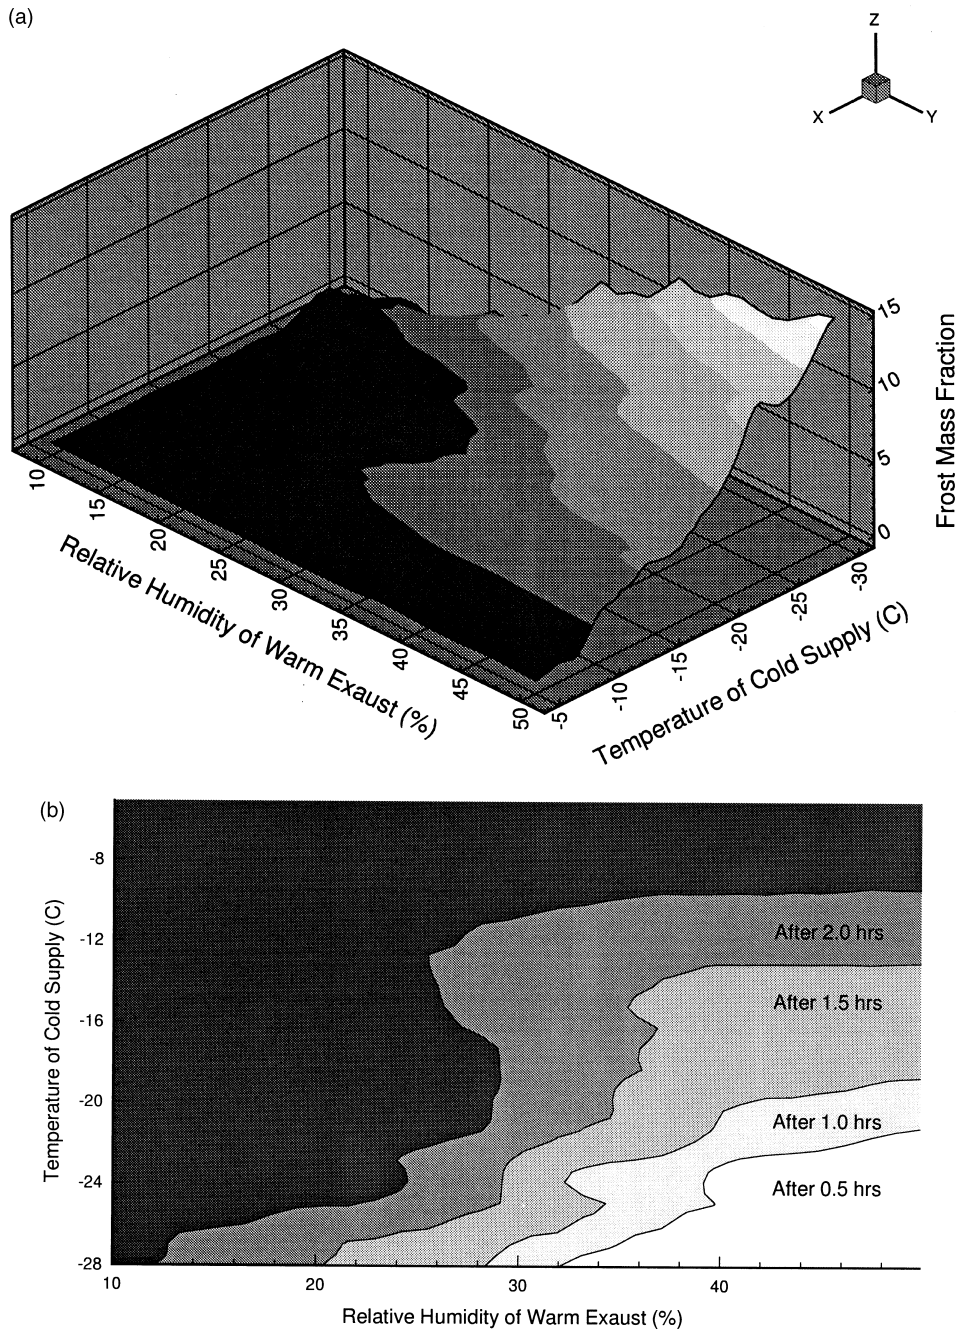 (a)
Z
X
Y
15
10
5
0
Frost Mass Fraction
10
15
20
25
30
35
40
45
50
Relative Humidity of Warm Exaust (%)
-5
-10
-15
-20
-25
-30
Temperature of Cold Supply (C)
(b)
-8
-12
-16
-20
-24
-28
Temperature of Cold Supply (C)
After 2.0 hrs
After 1.5 hrs
After 1.0 hrs
After 0.5 hrs
10
20
30
40
Relative Humidity of Warm Exaust (%)